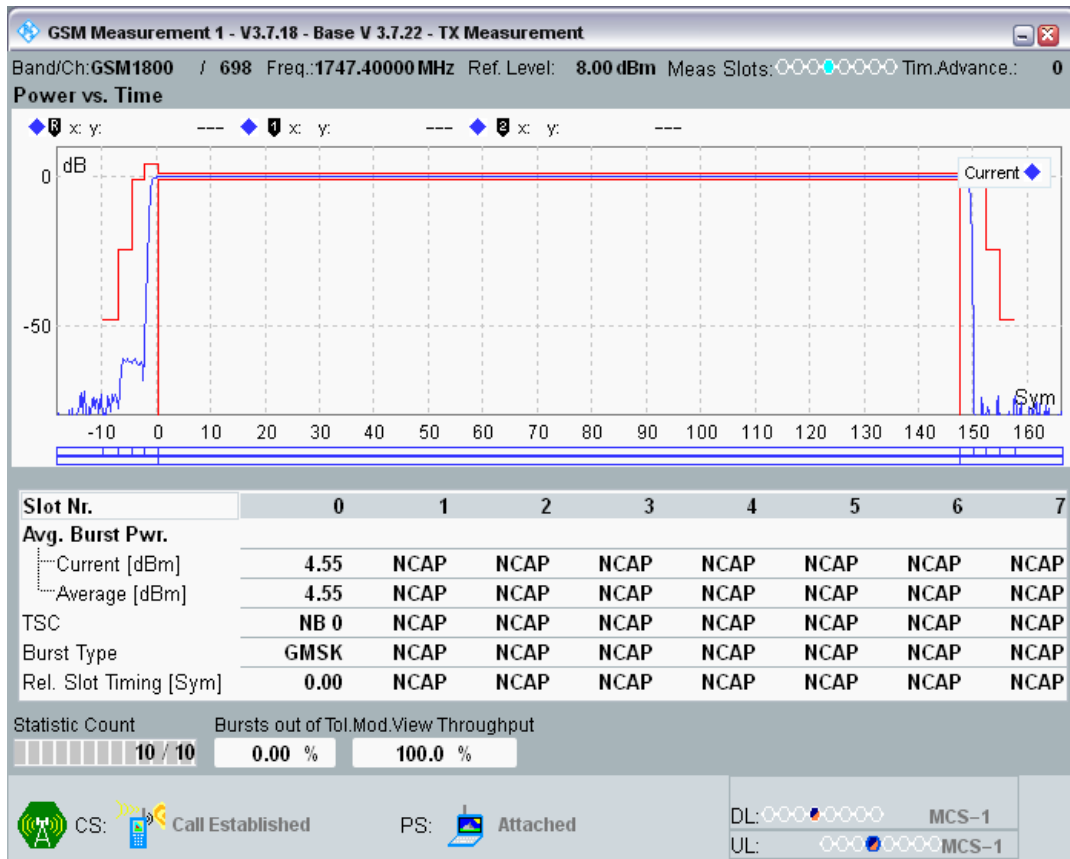 GSM Measurement 1 - V3.7.18 - Base V 3.7.22 - TX Measurement
Band/Ch:GSM1800 / 698 Freq.:1747.40000 MHz Ref. Level: 8.00 dBm Meas Slots: Tim.Advance.: 0
Power vs. Time
R x: y: --- 1 x: y: --- 2 x: y: ---
dB
Current
0
-50
Sym
-10 0 10 20 30 40 50 60 70 80 90 100 110 120 130 140 150 160
Slot Nr. 0 1 2 3 4 5 6 7
Avg. Burst Pwr.
Current [dBm] 4.55 NCAP NCAP NCAP NCAP NCAP NCAP NCAP
Average [dBm] 4.55 NCAP NCAP NCAP NCAP NCAP NCAP NCAP
TSC NB 0 NCAP NCAP NCAP NCAP NCAP NCAP NCAP
Burst Type GMSK NCAP NCAP NCAP NCAP NCAP NCAP NCAP
Rel. Slot Timing [Sym] 0.00 NCAP NCAP NCAP NCAP NCAP NCAP NCAP
Statistic Count Bursts out of Tol. Mod.View Throughput
10 / 10 0.00 % 100.0 %
CS: Call Established PS: Attached
DL: MCS-1
UL: MCS-1